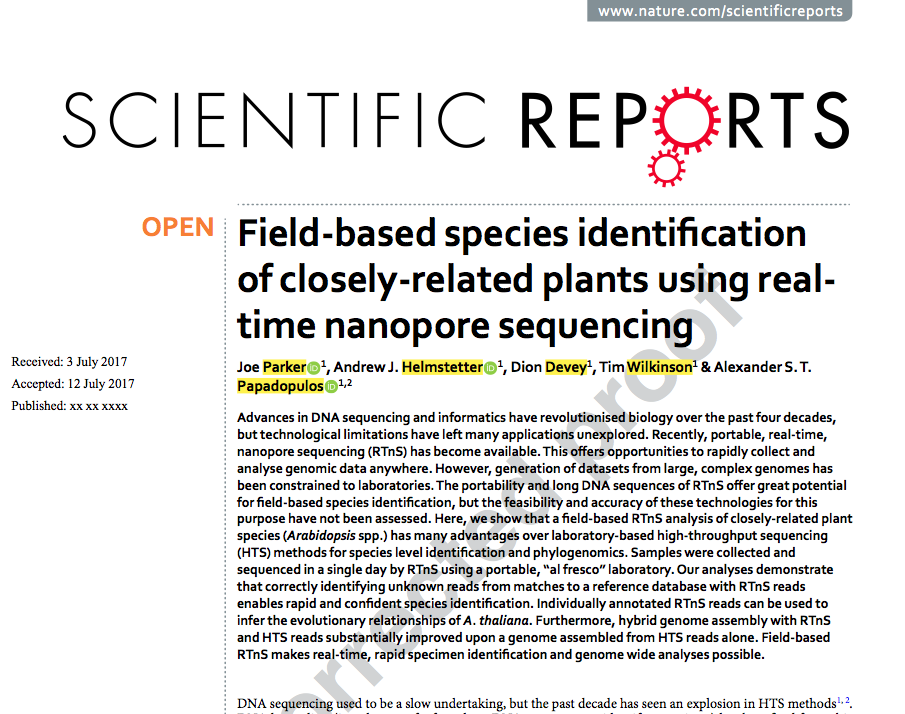 www.nature.com/scientificreports
SCIENTIFIC REPORTS
OPEN
Field-based species identification
of closely-related plants using real-
time nanopore sequencing
Received: 3 July 2017
Accepted: 12 July 2017
Published: xx xx xxxx
Joe Parker iD1, Andrew J. Helmstetter iD1, Dion Devey1, Tim Wilkinson1 & Alexander S. T.
Papadopulos iD1,2
Advances in DNA sequencing and informatics have revolutionised biology over the past four decades,
but technological limitations have left many applications unexplored. Recently, portable, real-time,
nanopore sequencing (RTnS) has become available. This offers opportunities to rapidly collect and
analyse genomic data anywhere. However, generation of datasets from large, complex genomes has
been constrained to laboratories. The portability and long DNA sequences of RTnS offer great potential
for field-based species identification, but the feasibility and accuracy of these technologies for this
purpose have not been assessed. Here, we show that a field-based RTnS analysis of closely-related plant
species (Arabidopsis spp.) has many advantages over laboratory-based high-throughput sequencing
(HTS) methods for species level identification and phylogenomics. Samples were collected and
sequenced in a single day by RTnS using a portable, “al fresco” laboratory. Our analyses demonstrate
that correctly identifying unknown reads from matches to a reference database with RTnS reads
enables rapid and confident species identification. Individually annotated RTnS reads can be used to
infer the evolutionary relationships of A. thaliana. Furthermore, hybrid genome assembly with RTnS
and HTS reads substantially improved upon a genome assembled from HTS reads alone. Field-based
RTnS makes real-time, rapid specimen identification and genome wide analyses possible.
orrected proof
DNA sequencing used to be a slow undertaking, but the past decade has seen an explosion in HTS methods1, 2.